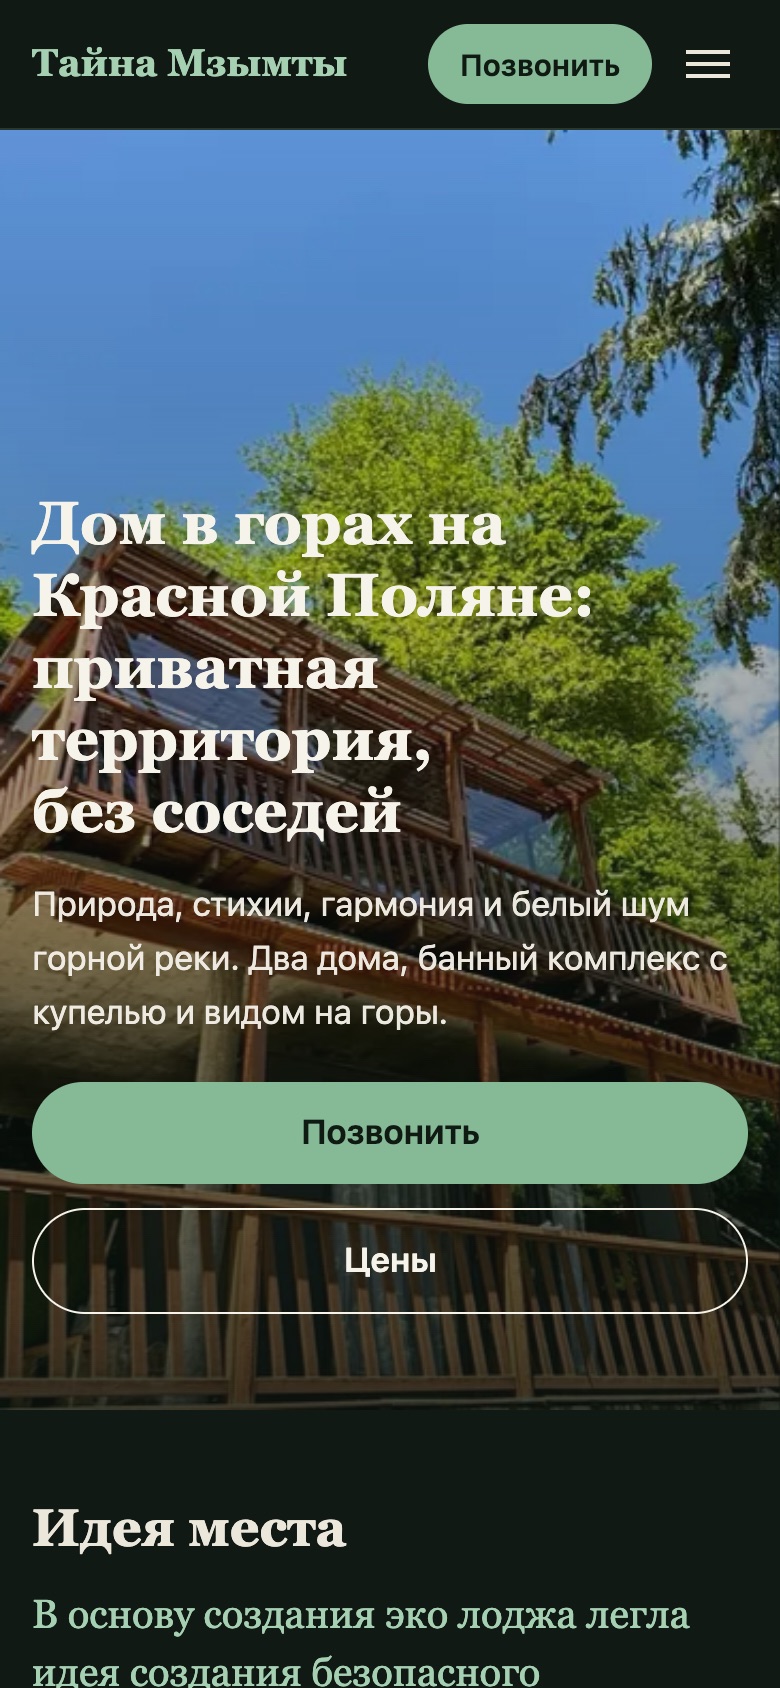 Тайна Мзымты
Позвонить
Дом в горах на
Красной Поляне:
приватная
территория,
без соседей
Природа, стихии, гармония и белый шум
горной реки. Два дома, банный комплекс с
купелью и видом на горы.
Позвонить
Цены
Идея места
В основу создания эко лоджа легла
идея создания безопасного